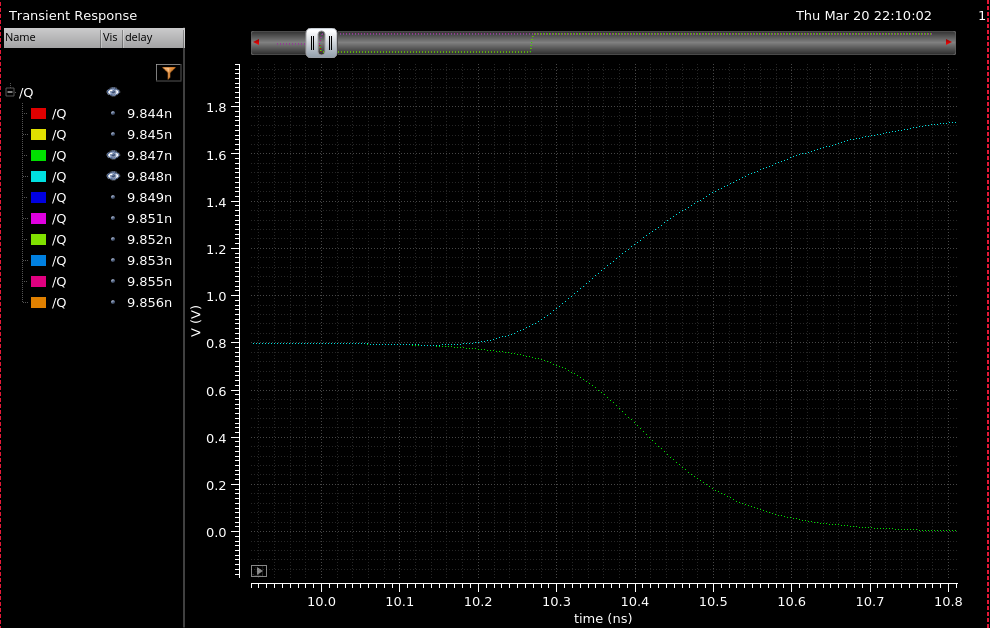 Transient Response
Thu Mar 20 22:10:02
1
Name Vis delay
/Q
/Q 9.844n
/Q 9.845n
/Q 9.847n
/Q 9.848n
/Q 9.849n
/Q 9.851n
/Q 9.852n
/Q 9.853n
/Q 9.855n
/Q 9.856n
V (V)
1.8
1.6
1.4
1.2
1.0
0.8
0.6
0.4
0.2
0.0
10.0 10.1 10.2 10.3 10.4 10.5 10.6 10.7 10.8
time (ns)